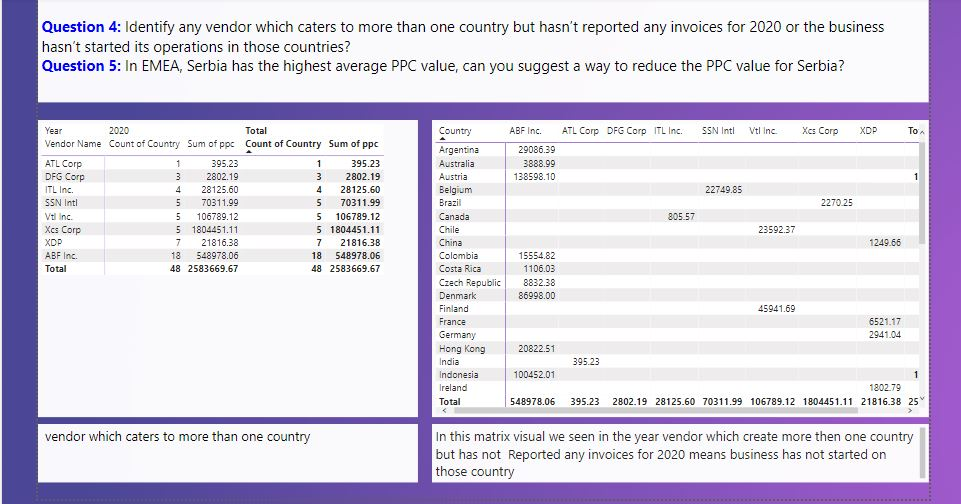 Question 4: Identify any vendor which caters to more than one country but hasn't reported any invoices for 2020 or the business
hasn't started its operations in those countries?
Question 5: In EMEA, Serbia has the highest average PPC value, can you suggest a way to reduce the PPC value for Serbia?
Year 2020 Total
Vendor Name Count of Country Sum of ppc Count of Country Sum of ppc
ATL Corp 1 395.23 1 395.23
DFG Corp 3 2802.19 3 2802.19
ITL Inc. 4 28125.60 4 28125.60
SSN Intl 5 70311.99 5 70311.99
Vtl Inc. 5 106789.12 5 106789.12
Xcs Corp 5 1804451.11 5 1804451.11
XDP 7 21816.38 7 21816.38
ABF Inc. 18 548978.06 18 548978.06
Total 48 2583669.67 48 2583669.67
Country ABF Inc. ATL Corp DFG Corp ITL Inc. SSN Intl Vtl Inc. Xcs Corp XDP To
Argentina 29086.39
Australia 3888.99
Austria 138598.10 1
Belgium 22749.85
Brazil 2270.25
Canada 805.57
Chile 23592.37
China 1249.66
Colombia 15554.82
Costa Rica 1106.03
Czech Republic 8832.38
Denmark 86998.00
Finland 45941.69
France 6521.17
Germany 2941.04
Hong Kong 20822.51
India 395.23
Indonesia 100452.01 1
Ireland 1802.79
Total 548978.06 395.23 2802.19 28125.60 70311.99 106789.12 1804451.11 21816.38 25
vendor which caters to more than one country
In this matrix visual we seen in the year vendor which create more then one country
but has not Reported any invoices for 2020 means business has not started on
those country